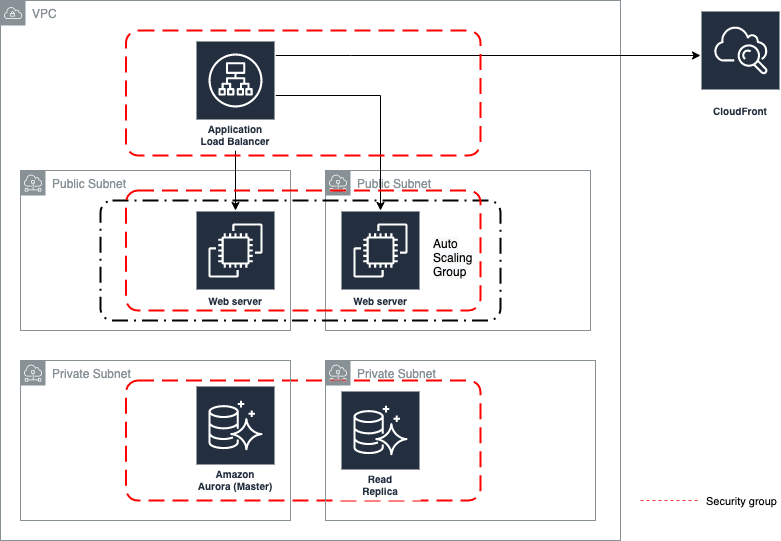 VPC
CloudFront
Application
Load Balancer
Public Subnet
Public Subnet
Auto
Scaling
Group
Web server
Web server
Private Subnet
Private Subnet
Amazon
Aurora (Master)
Read
Replica
Security group